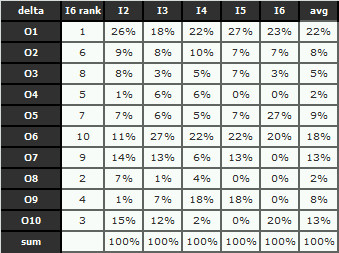 delta I6 rank I2 I3 I4 I5 I6 avg
O1 1 26% 18% 22% 27% 23% 22%
O2 6 9% 8% 10% 7% 7% 8%
O3 8 8% 3% 5% 7% 3% 5%
O4 5 1% 6% 6% 0% 0% 2%
O5 7 7% 6% 5% 7% 27% 9%
O6 10 11% 27% 22% 22% 20% 18%
O7 9 14% 13% 6% 13% 0% 13%
O8 2 7% 1% 4% 0% 0% 2%
O9 4 1% 7% 18% 18% 0% 8%
O10 3 15% 12% 2% 0% 20% 13%
sum 100% 100% 100% 100% 100% 100%